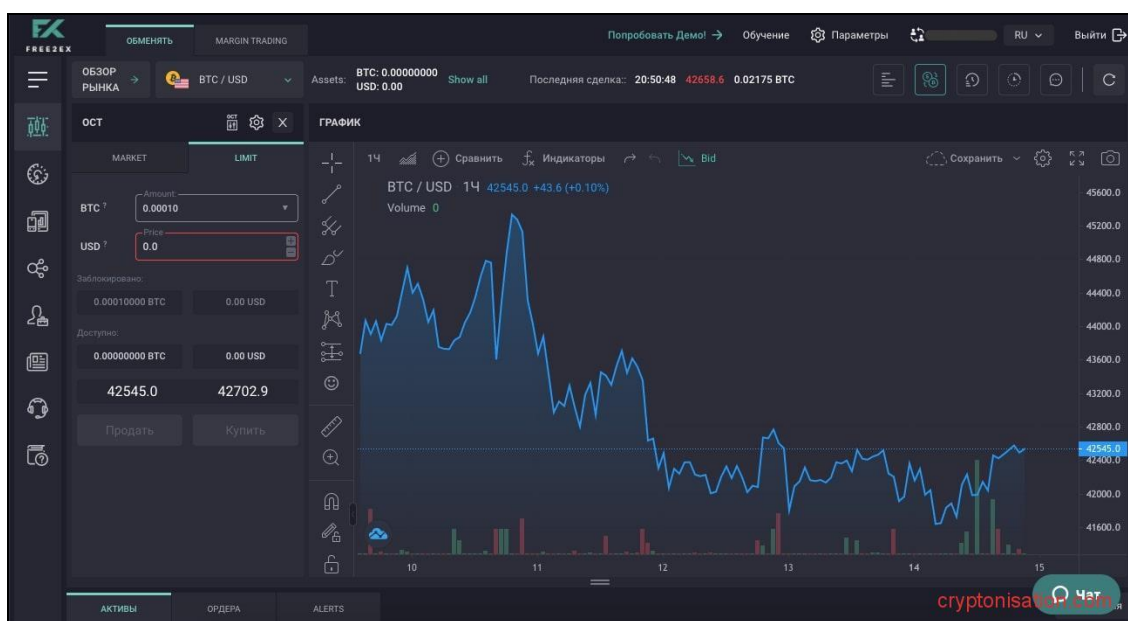 FREE2EX
ОБМЕНЯТЬ
MARGIN TRADING
Попробовать Демо! →
Обучение
Параметры
RU
Выйти
ОБЗОР РЫНКА →
BTC / USD
Assets:
BTC: 0.00000000
USD: 0.00
Show all
Последняя сделка:: 20:50:48 42658.6 0.02175 BTC
ОСТ
ОСТ
X
MARKET
LIMIT
Amount:
BTC ?
0.00010
Price
USD ?
0.0
Заблокировано:
0.00010000 BTC
0.00 USD
Доступно:
0.00000000 BTC
0.00 USD
42545.0
42702.9
Продать
Купить
ГРАФИК
1Ч
Сравнить
Индикаторы
Bid
Сохранить
BTC / USD 1Ч 42545.0 +43.6 (+0.10%)
Volume 0
45600.0
45200.0
44800.0
44400.0
44000.0
43600.0
43200.0
42800.0
42545.0
42400.0
42000.0
41600.0
10
11
12
13
14
15
АКТИВЫ
ОРДЕРА
ALERTS
Чат
cryptonisation.com